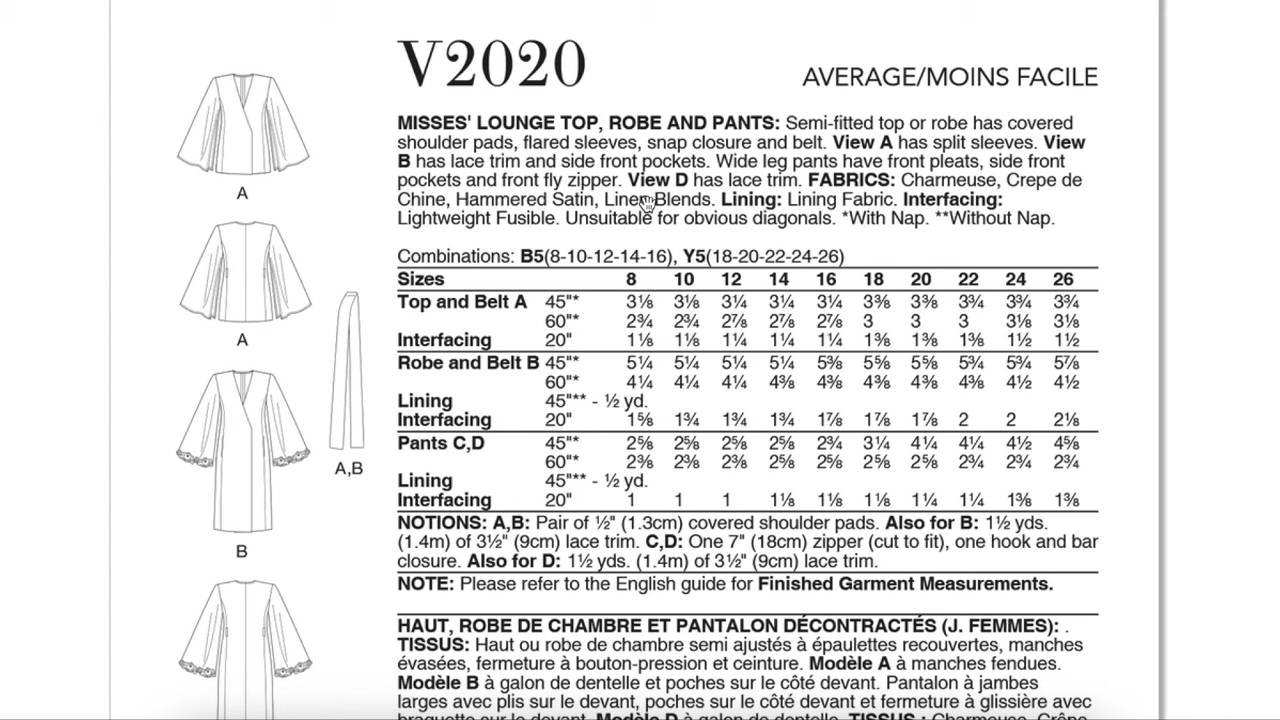 V2020
AVERAGE/MOINS FACILE
MISSES' LOUNGE TOP, ROBE AND PANTS: Semi-fitted top or robe has covered
shoulder pads, flared sleeves, snap closure and belt. View A has split sleeves. View
B has lace trim and side front pockets. Wide leg pants have front pleats, side front
pockets and front fly zipper. View D has lace trim. FABRICS: Charmeuse, Crepe de
Chine, Hammered Satin, Linen Blends. Lining: Lining Fabric. Interfacing:
Lightweight Fusible. Unsuitable for obvious diagonals. *With Nap. **Without Nap.
Combinations: B5(8-10-12-14-16), Y5(18-20-22-24-26)
Sizes 8 10 12 14 16 18 20 22 24 26
Top and Belt A 45"* 3⅛ 3⅛ 3¼ 3¼ 3¼ 3⅜ 3⅜ 3¾ 3¾ 3¾
60"* 2¾ 2¾ 2⅞ 2⅞ 2⅞ 3 3 3 3⅛ 3⅛
Interfacing 20" 1⅛ 1⅛ 1¼ 1¼ 1¼ 1⅜ 1⅜ 1⅜ 1½ 1½
Robe and Belt B 45"* 5¼ 5¼ 5¼ 5¼ 5⅜ 5⅝ 5⅝ 5¾ 5¾ 5⅞
60"* 4¼ 4¼ 4¼ 4⅜ 4⅜ 4⅜ 4⅜ 4⅜ 4½ 4½
Lining 45"** - ½ yd.
Interfacing 20" 1⅝ 1¾ 1¾ 1¾ 1⅞ 1⅞ 1⅞ 2 2 2⅛
Pants C,D 45"* 2⅝ 2⅝ 2⅝ 2⅝ 2¾ 3¼ 4¼ 4¼ 4½ 4⅝
60"* 2⅜ 2⅜ 2⅜ 2⅝ 2⅝ 2⅝ 2⅝ 2¾ 2¾ 2¾
Lining 45"** - ½ yd.
Interfacing 20" 1 1 1 1⅛ 1⅛ 1⅛ 1¼ 1¼ 1⅜ 1⅜
NOTIONS: A,B: Pair of ½" (1.3cm) covered shoulder pads. Also for B: 1½ yds.
(1.4m) of 3½" (9cm) lace trim. C,D: One 7" (18cm) zipper (cut to fit), one hook and bar
closure. Also for D: 1½ yds. (1.4m) of 3½" (9cm) lace trim.
NOTE: Please refer to the English guide for Finished Garment Measurements.
HAUT, ROBE DE CHAMBRE ET PANTALON DÉCONTRACTÉS (J. FEMMES): .
TISSUS: Haut ou robe de chambre semi ajustés à épaulettes recouvertes, manches
évasées, fermeture à bouton-pression et ceinture. Modèle A à manches fendues.
Modèle B à galon de dentelle et poches sur le côté devant. Pantalon à jambes
larges avec plis sur le devant, poches sur le devant et fermeture à glissière avec
braguette sur le devant. Modèle D à galon de dentelle. TISSUS : Charmeuse, Crêpe
A
A
A,B
B